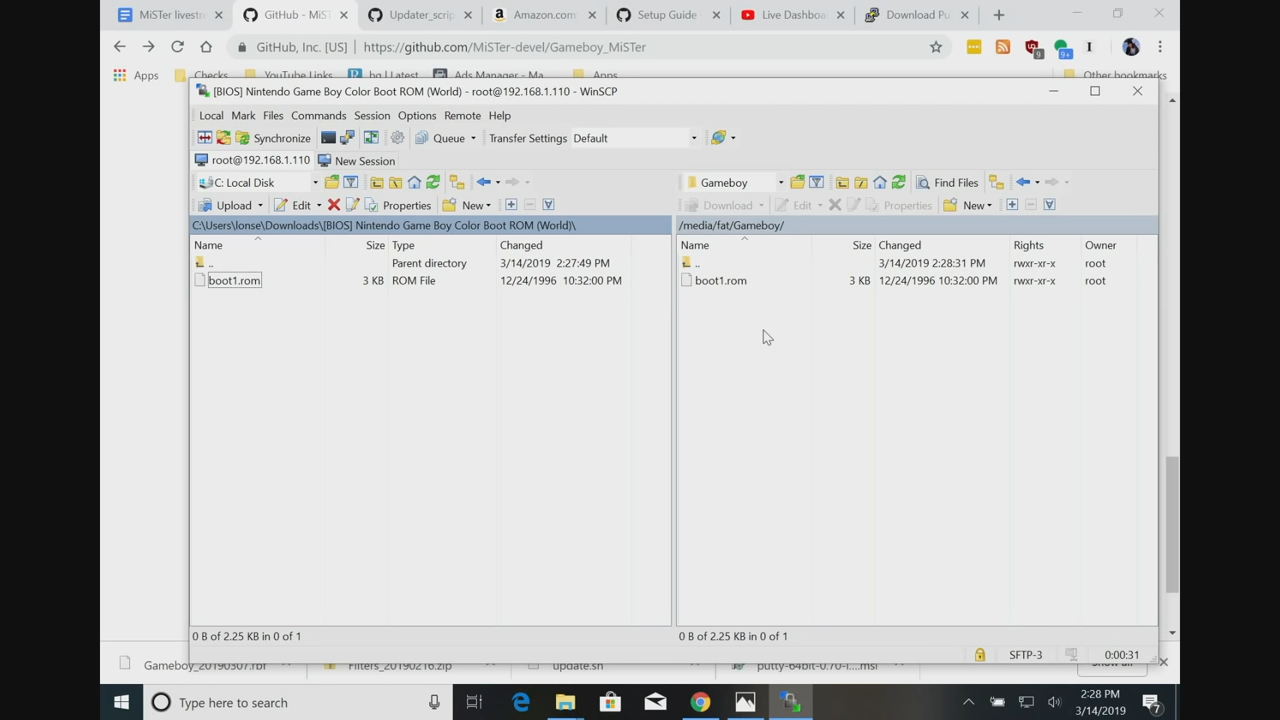 MiSTer livestre
GitHub - MiST
Updater_scrip
Amazon.com
Setup Guide
Live Dashboa
Download Pu
GitHub, Inc. [US] https://github.com/MiSTer-devel/Gameboy_MiSTer
9
9+
Apps Checks YouTube Links Ads Manager - Ma Apps Other bookmarks
[BIOS] Nintendo Game Boy Color Boot ROM (World) - root@192.168.1.110 - WinSCP
Local Mark Files Commands Session Options Remote Help
Synchronize Queue Transfer Settings Default
root@192.168.1.110 New Session
C: Local Disk
Gameboy Find Files
Upload Edit Properties New
Download Edit Properties New
C:\Users\lonse\Downloads\[BIOS] Nintendo Game Boy Color Boot ROM (World)\
/media/fat/Gameboy/
Name Size Type Changed
.. Parent directory 3/14/2019 2:27:49 PM
boot1.rom 3 KB ROM File 12/24/1996 10:32:00 PM
Name Size Changed Rights Owner
.. 3/14/2019 2:28:31 PM rwxr-xr-x root
boot1.rom 3 KB 12/24/1996 10:32:00 PM rwxr-xr-x root
0 B of 2.25 KB in 0 of 1
0 B of 2.25 KB in 0 of 1
SFTP-3 0:00:31
Gameboy_20190307.rbf Filters_20190216.zip update.sh putty-64bit-0.70-i....msi Show all
Type here to search
2:28 PM
3/14/2019
7